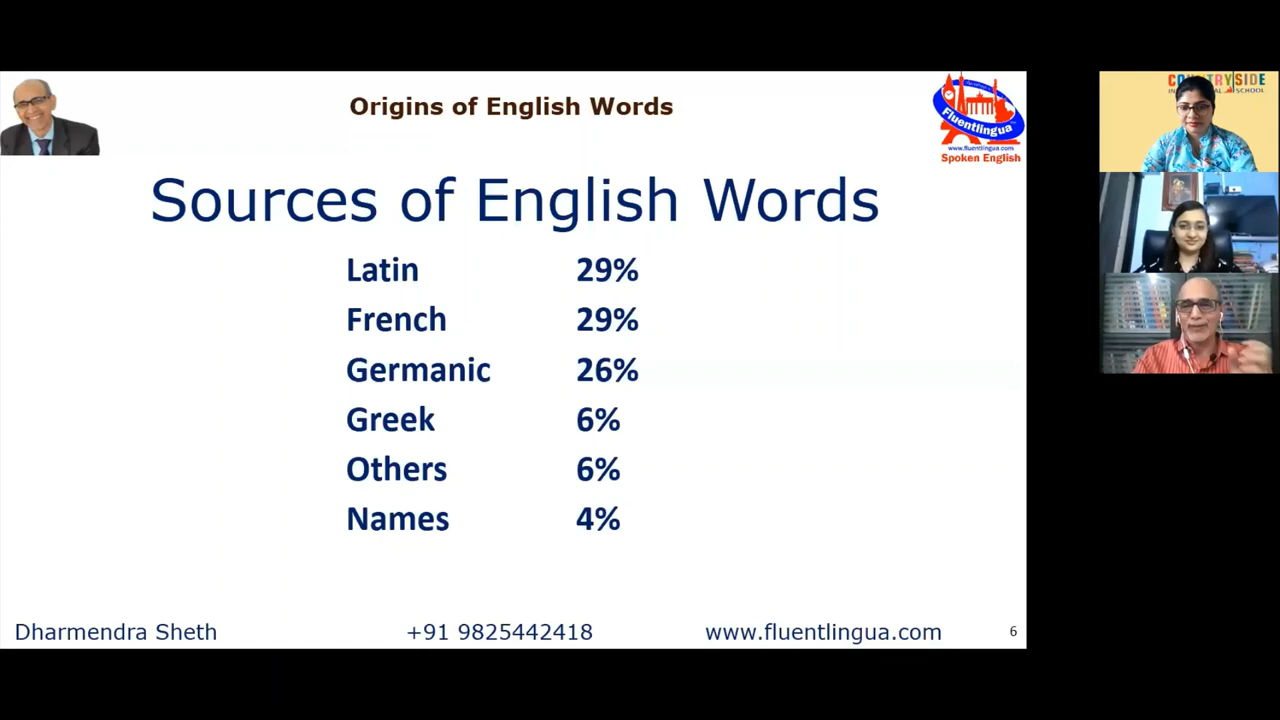 Origins of English Words
Fluentlingua
www.fluentlingua.com
Spoken English
Sources of English Words
Latin 29%
French 29%
Germanic 26%
Greek 6%
Others 6%
Names 4%
Dharmendra Sheth +91 9825442418 www.fluentlingua.com 6
SCHOOL